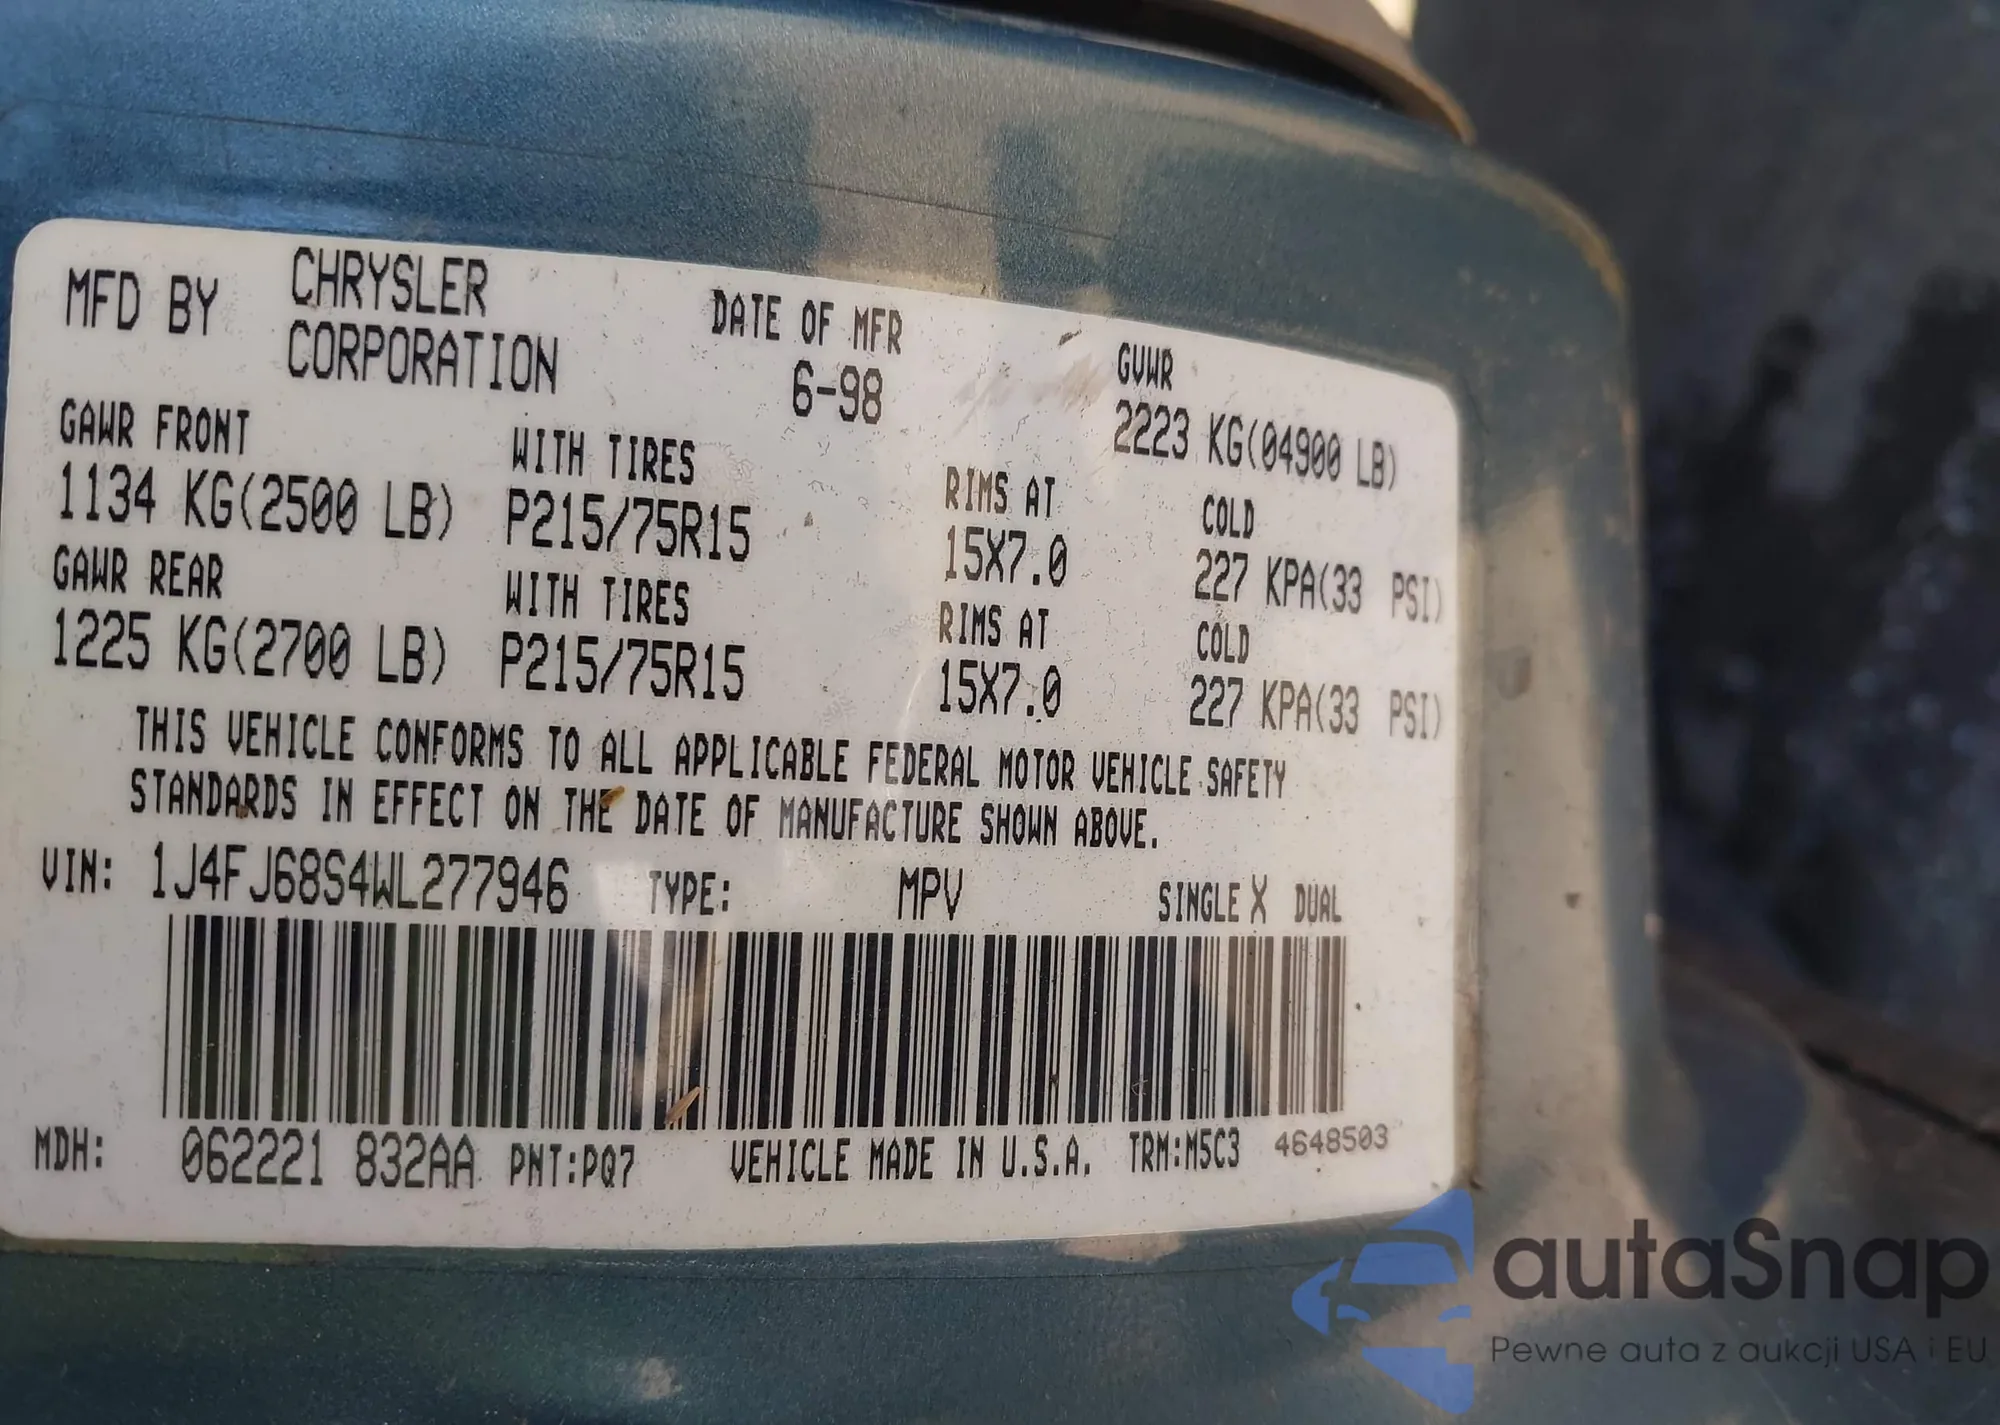 MFD BY CHRYSLER CORPORATION DATE OF MFR 6-98 GVWR 2223 KG(04900 LB)
GAWR FRONT WITH TIRES RIMS AT COLD
1134 KG(2500 LB) P215/75R15 15X7.0 227 KPA(33 PSI)
GAWR REAR WITH TIRES RIMS AT COLD
1225 KG(2700 LB) P215/75R15 15X7.0 227 KPA(33 PSI)
THIS VEHICLE CONFORMS TO ALL APPLICABLE FEDERAL MOTOR VEHICLE SAFETY
STANDARDS IN EFFECT ON THE DATE OF MANUFACTURE SHOWN ABOVE.
VIN: 1J4FJ68S4WL277946 TYPE: MPV SINGLE X DUAL
MDH: 062221 832AA PNT:PQ7 VEHICLE MADE IN U.S.A. TRM:M5C3 4648503
autaSnap
Pewne auta z aukcji USA i EU